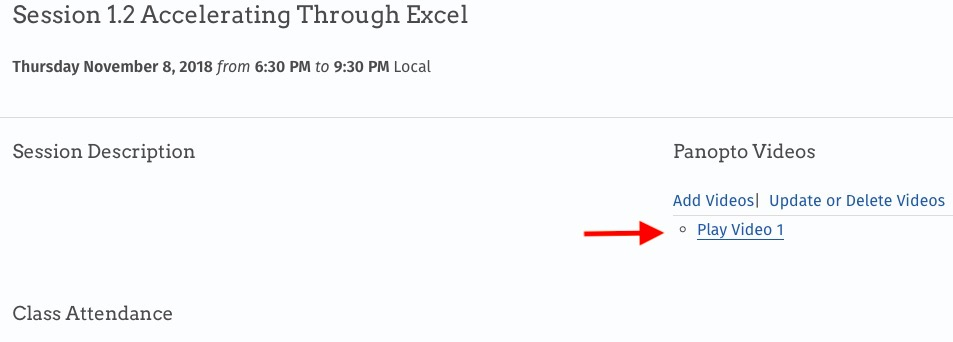 Session 1.2 Accelerating Through Excel
Thursday November 8, 2018 from 6:30 PM to 9:30 PM Local
Session Description
Panopto Videos
Add Videos| Update or Delete Videos
Play Video 1
Class Attendance